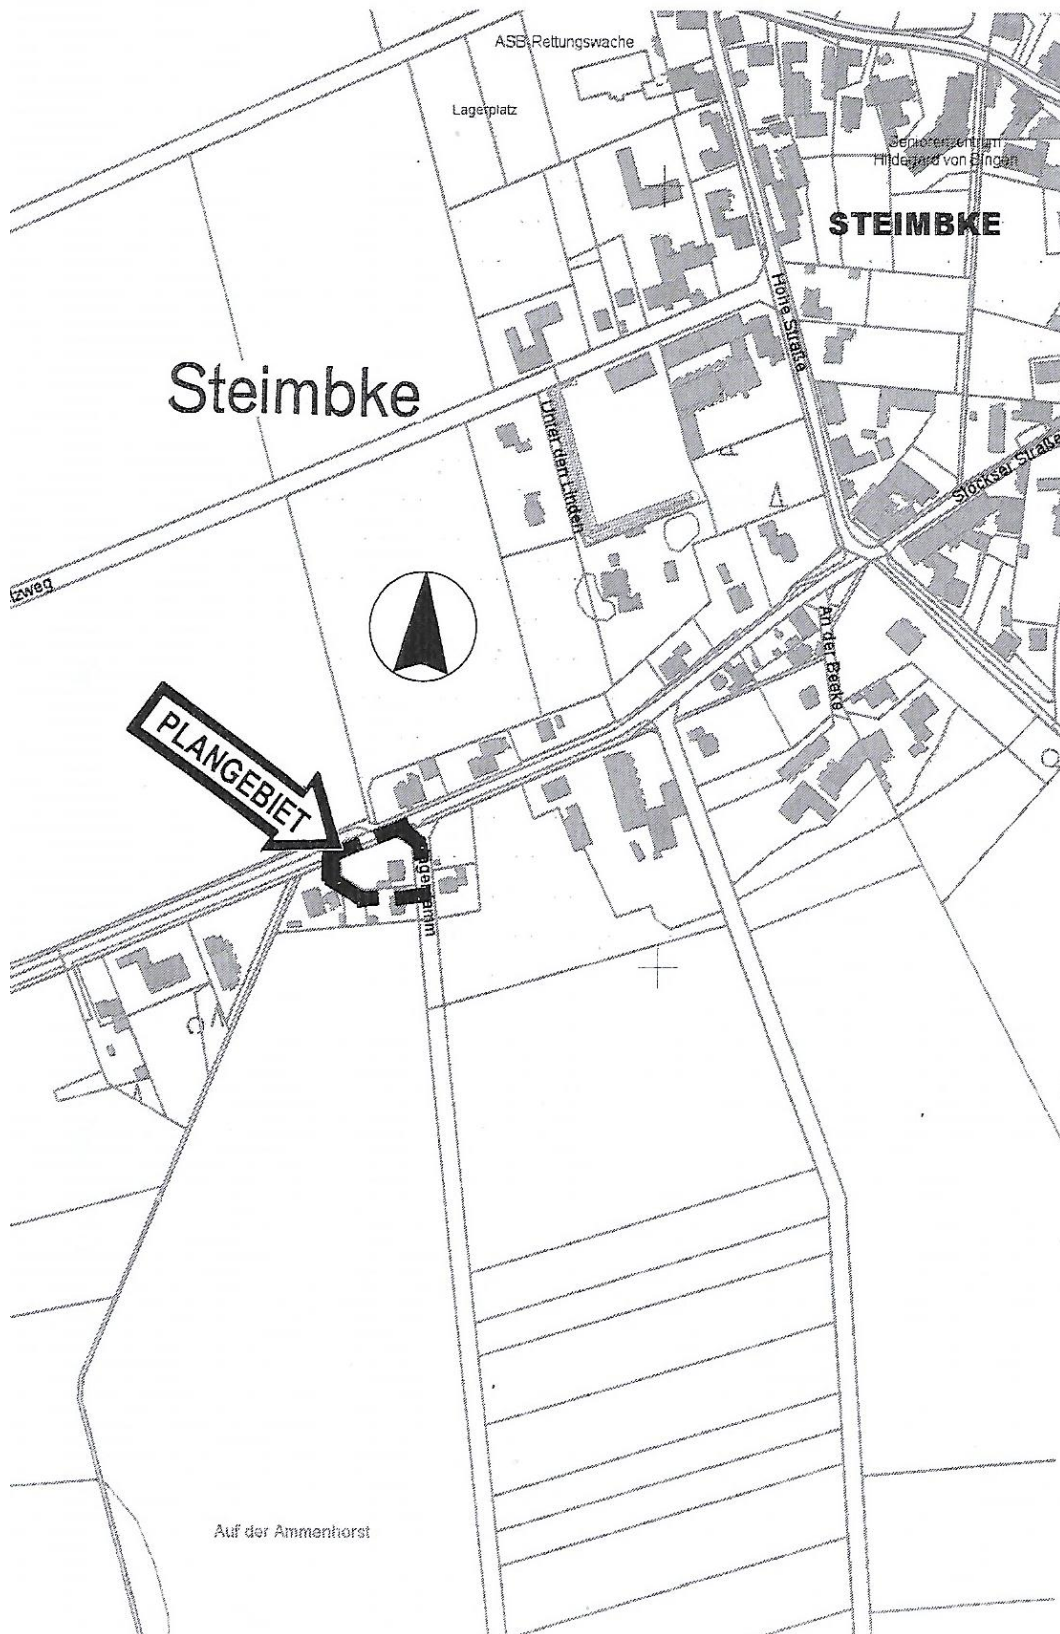 ASB-Rettungswache
Lagerplatz
Seniorenzentrum
Hildegard von Bingen
STEIMBKE
Hohe Straße
Steimbke
Unter den Linden
Stöckser Straße
An der Beeke
PLANGEBIET
Auf der Ammenhorst